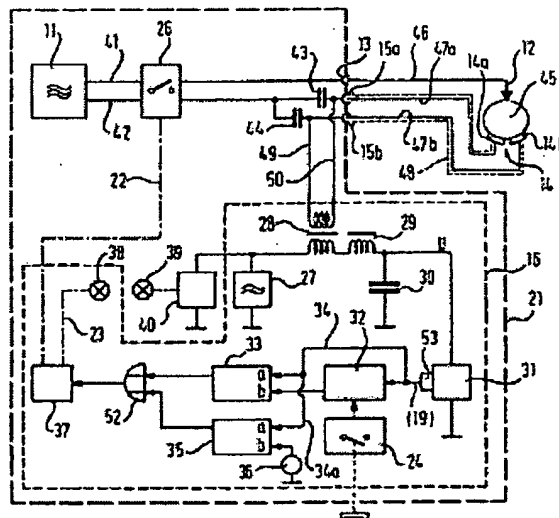 11 41 26 43 13 15a 46 47a 14a 12 45
42 44 49 50 15b 47b 48 14
22 28 29 16 21
38 39 40 27 30
23 34 32 53 31
33 a b (19)
37 52 35 a b 34a 24
36